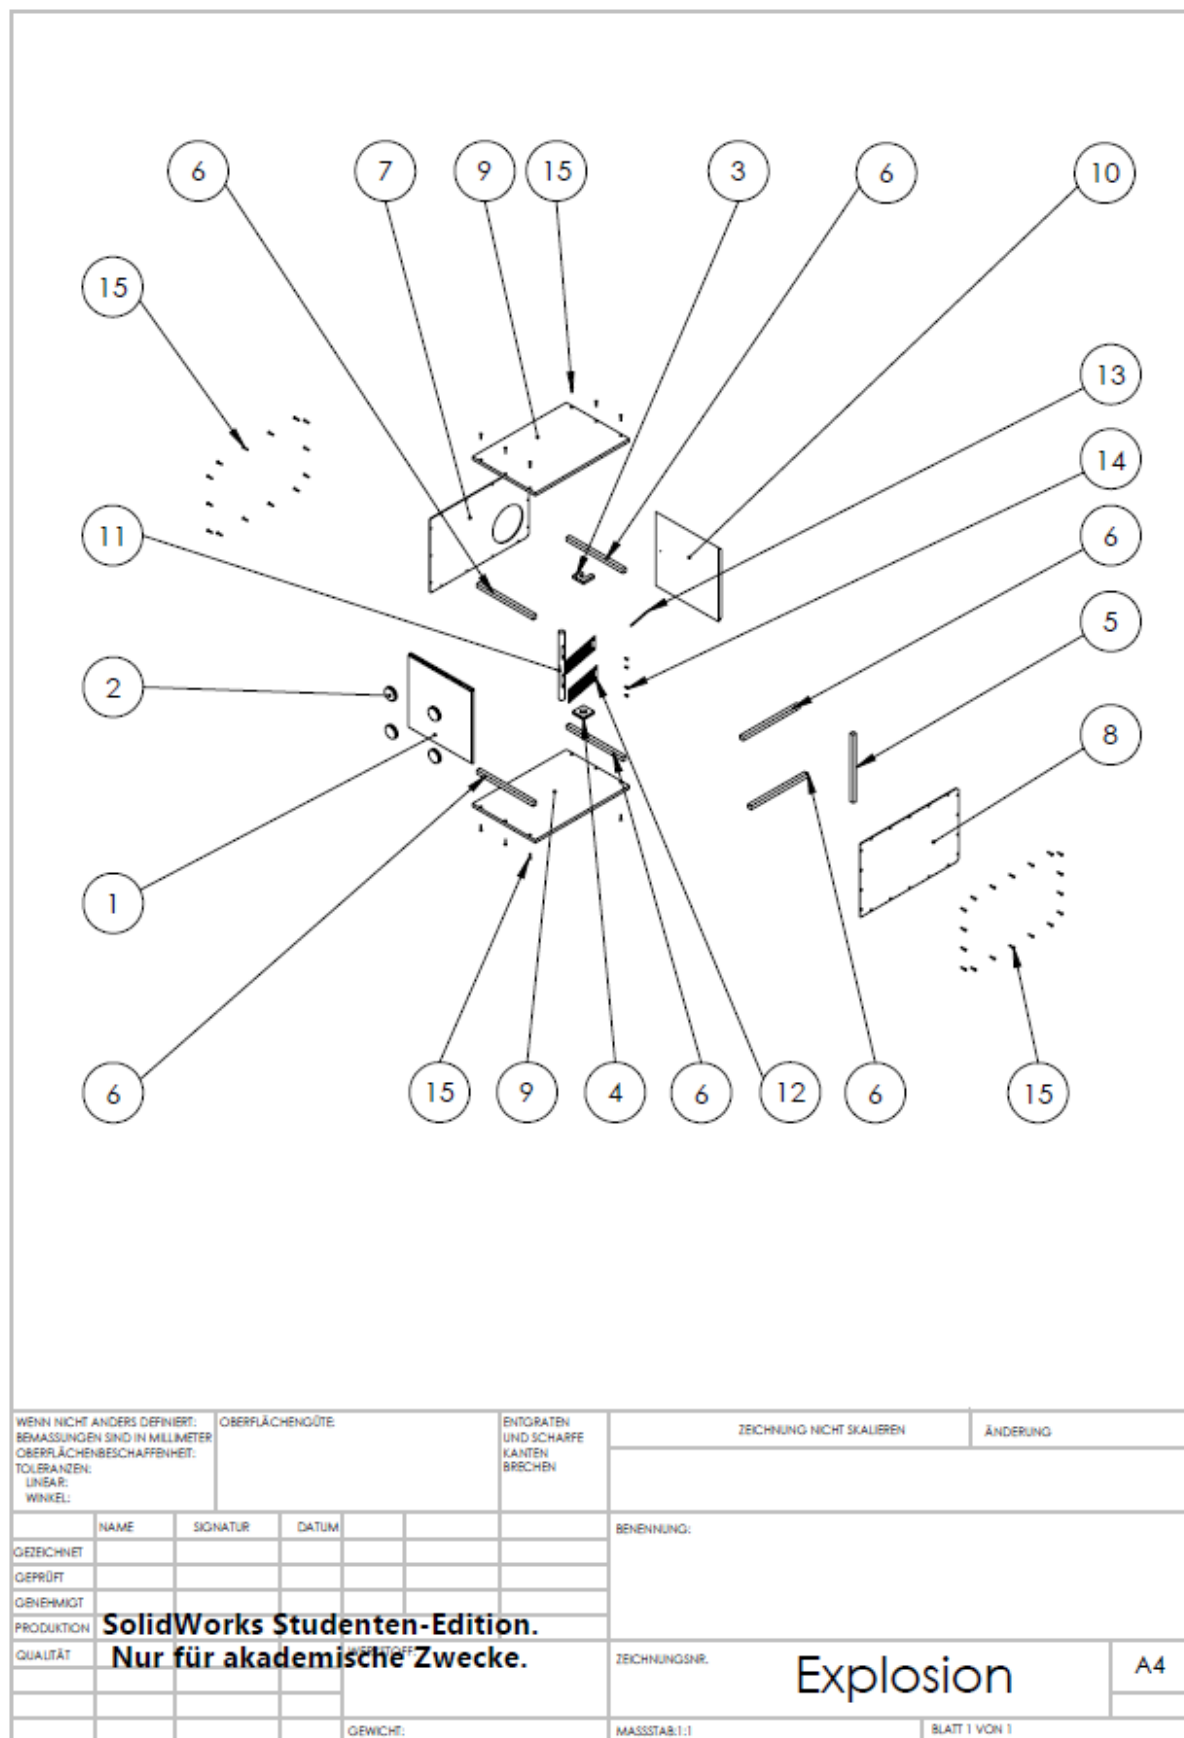 6 7 9 15 3 6 10
15
13
14
11
6
5
2
8
1
6 15 9 4 6 12 6 15
WENN NICHT ANDERS DEFINIERT:
BEMASSUNGEN SIND IN MILLIMETER
OBERFLÄCHENBESCHAFFENHEIT:
TOLERANZEN:
LINEAR:
WINKEL:
OBERFLÄCHENGÜTE:
ENTGRATEN
UND SCHARFE
KANTEN
BRECHEN
ZEICHNUNG NICHT SKALIEREN
ÄNDERUNG
NAME SIGNATUR DATUM
GEZEICHNET
GEPRÜFT
GENEHMIGT
PRODUKTION
QUALITÄT
SolidWorks Studenten-Edition.
Nur für akademische Zwecke.
WERKSTOFF:
GEWICHT:
BENENNUNG:
ZEICHNUNGSNR.
Explosion
A4
MASSSTAB:1:1
BLATT 1 VON 1